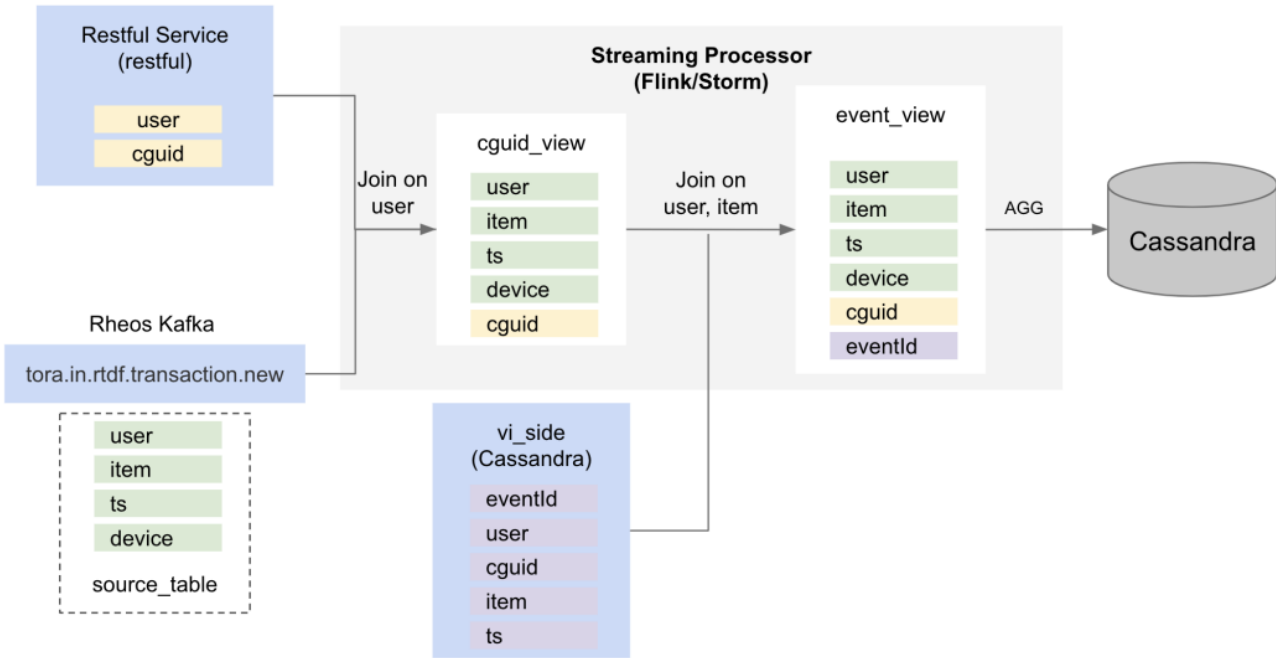 Restful Service
(restful)
user
cguid
Rheos Kafka
tora.in.rtdf.transaction.new
user
item
ts
device
source_table
Join on
user
Streaming Processor
(Flink/Storm)
cguid_view
user
item
ts
device
cguid
Join on
user, item
vi_side
(Cassandra)
eventId
user
cguid
item
ts
event_view
user
item
ts
device
cguid
eventId
AGG
Cassandra